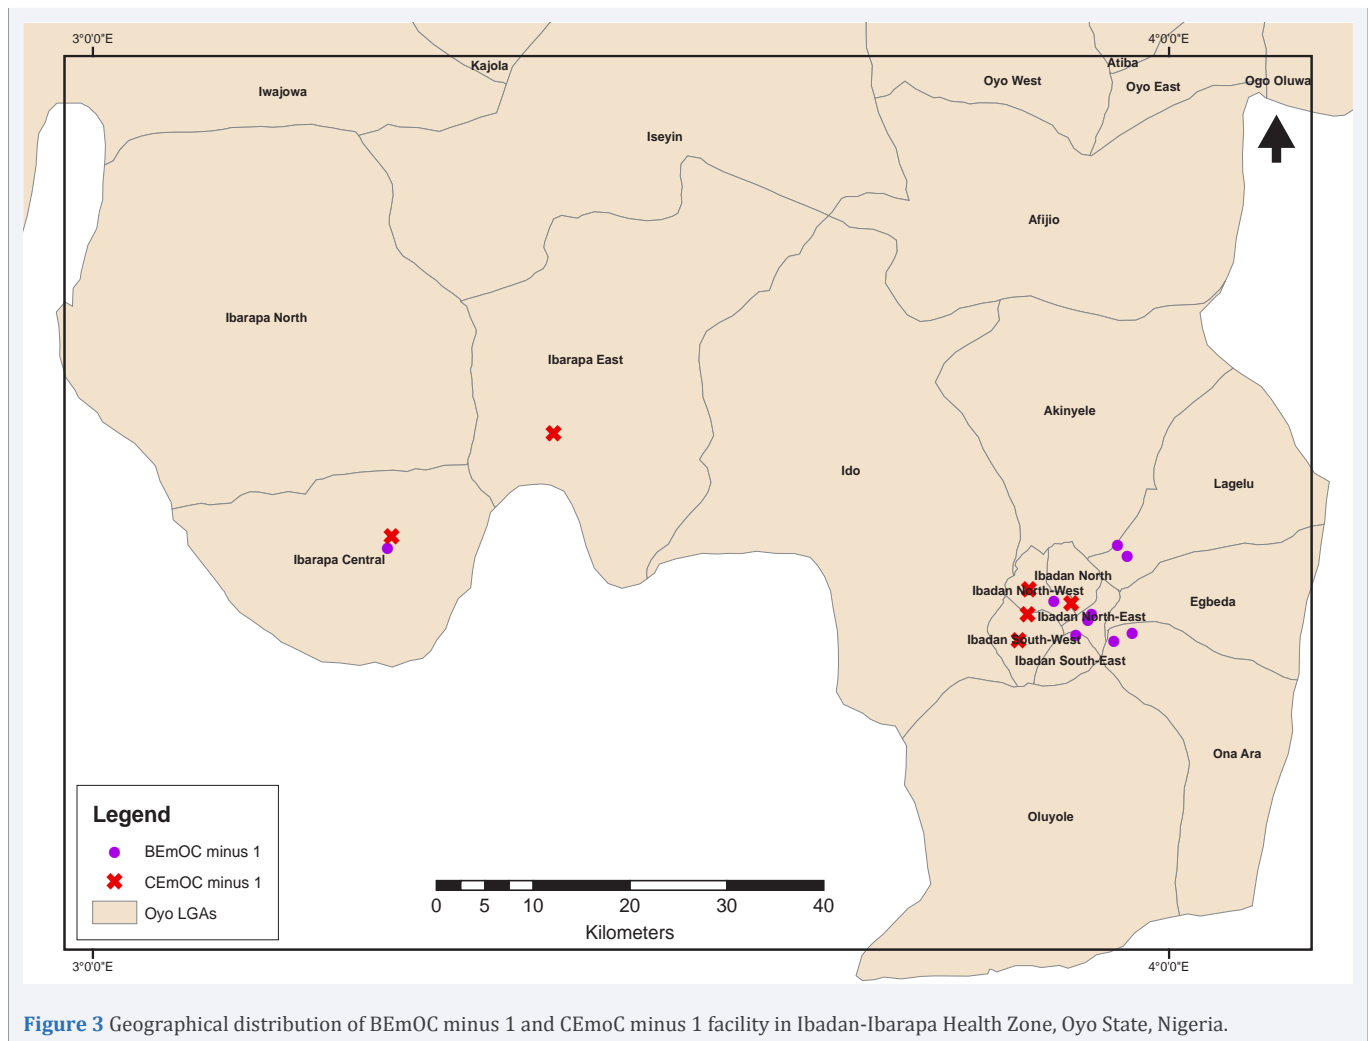 3°0'0"E
4°0'0"E
Kajola
Atiba
Iwajowa
Oyo West
Oyo East
Ogo Oluwa
Iseyin
Afijio
Ibarapa North
Ibarapa East
Akinyele
Ido
Lagelu
Ibarapa Central
Ibadan North
Ibadan North-West
Egbeda
Ibadan North-East
Ibadan South-West
Ibadan South-East
Ona Ara
Oluyole
Legend
BEmOC minus 1
CEmOC minus 1
Oyo LGAs
0 5 10 20 30 40
Kilometers
3°0'0"E
4°0'0"E
Figure 3 Geographical distribution of BEmOC minus 1 and CEmoC minus 1 facility in Ibadan-Ibarapa Health Zone, Oyo State, Nigeria.